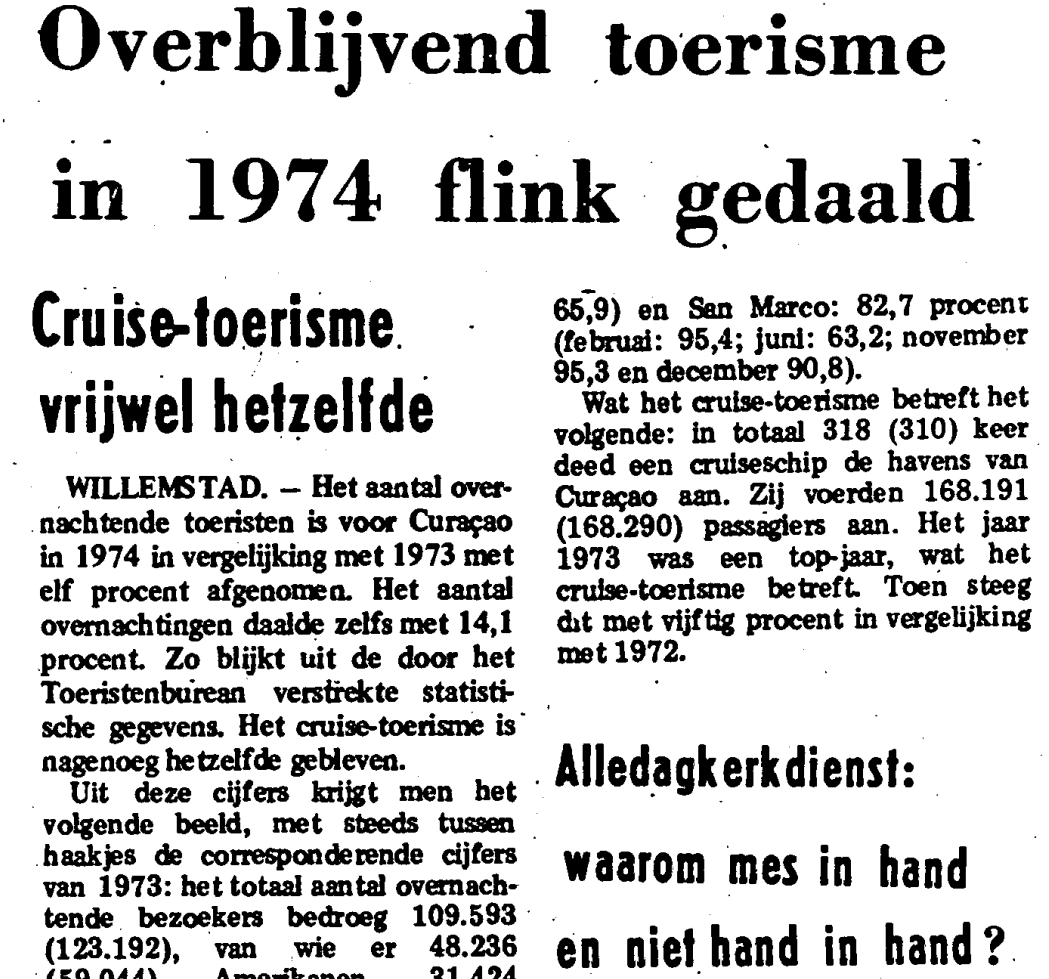 Overblijvend toerisme
in 1974 flink gedaald
Cruise-toerisme
vrijwel hetzelfde
WILLEMSTAD. — Het aantal over-
nachtende toeristen is voor Curaçao
in 1974 in vergelijking met 1973 met
elf procent afgenomen. Het aantal
overnachtingen daalde zelfs met 14,1
procent. Zo blijkt uit de door het
Toeristenburean verstrekte statisti-
sche gegevens. Het cruise-toerisme is
nagenoeg hetzelfde gebleven.
Uit deze cijfers krijgt men het
volgende beeld, met steeds tussen
haakjes de corresponderende cijfers
van 1973: het totaal aantal overnach-
tende bezoekers bedroeg 109.593
(123.192), van wie er 48.236
(59.044) Amerikanen 31.424
65,9) en San Marco: 82,7 procent
(februai: 95,4; juni: 63,2; november
95,3 en december 90,8).
Wat het cruise-toerisme betreft het
volgende: in totaal 318 (310) keer
deed een cruiseschip de havens van
Curaçao aan. Zij voerden 168.191
(168.290) passagiers aan. Het jaar
1973 was een top-jaar, wat het
cruise-toerisme betreft. Toen steeg
dit met vijftig procent in vergelijking
met 1972.
Alledagkerkdienst:
waarom mes in hand
en niet hand in hand?